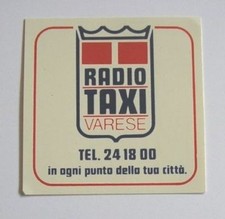 RADIO
TAXI
VARESE
TEL. 24 18 00
in ogni punto della tua città.